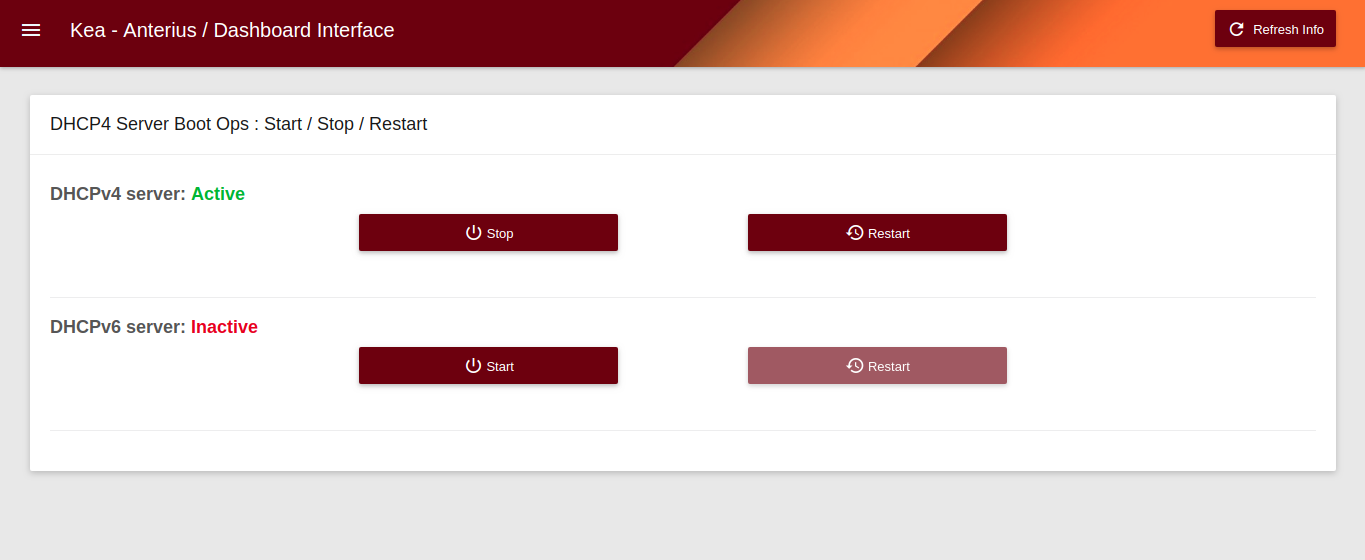 Kea - Anterius / Dashboard Interface
Refresh Info
DHCP4 Server Boot Ops : Start / Stop / Restart
DHCPv4 server: Active
Stop
Restart
DHCPv6 server: Inactive
Start
Restart